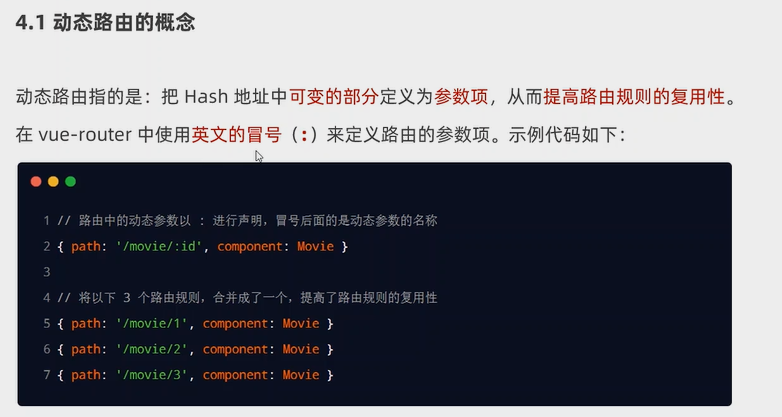 4.1 动态路由的概念
动态路由指的是：把 Hash 地址中可变的部分定义为参数项，从而提高路由规则的复用性。
在 vue-router 中使用英文的冒号（:）来定义路由的参数项。示例代码如下：
1 // 路由中的动态参数以 : 进行声明，冒号后面的是动态参数的名称
2 { path: '/movie/:id', component: Movie }
3
4 // 将以下 3 个路由规则，合并成了一个，提高了路由规则的复用性
5 { path: '/movie/1', component: Movie }
6 { path: '/movie/2', component: Movie }
7 { path: '/movie/3', component: Movie }